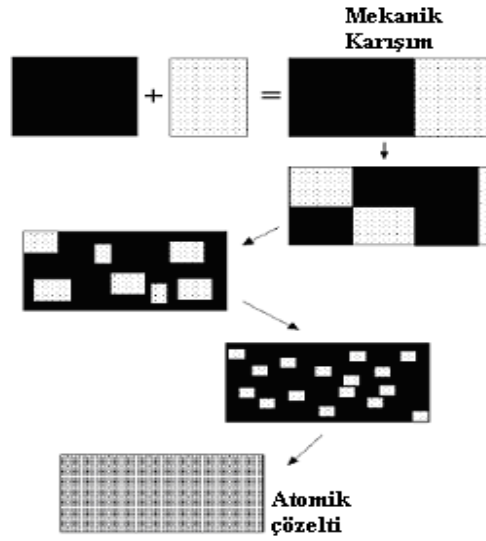 Mekanik
Karışım
+ =
Atomik
çözelti